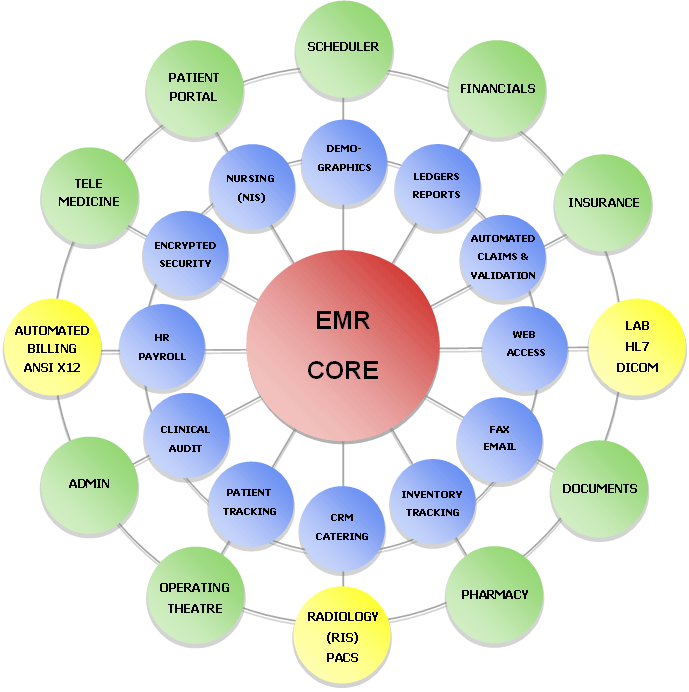 SCHEDULER
PATIENT
PORTAL
FINANCIALS
DEMO-
GRAPHICS
NURSING
(NIS)
LEDGERS
REPORTS
TELE
MEDICINE
INSURANCE
ENCRYPTED
SECURITY
AUTOMATED
CLAIMS &
VALIDATION
AUTOMATED
BILLING
ANSI X12
HR
PAYROLL
EMR
CORE
WEB
ACCESS
LAB
HL7
DICOM
CLINICAL
AUDIT
FAX
EMAIL
ADMIN
DOCUMENTS
PATIENT
TRACKING
CRM
CATERING
INVENTORY
TRACKING
OPERATING
THEATRE
PHARMACY
RADIOLOGY
(RIS)
PACS